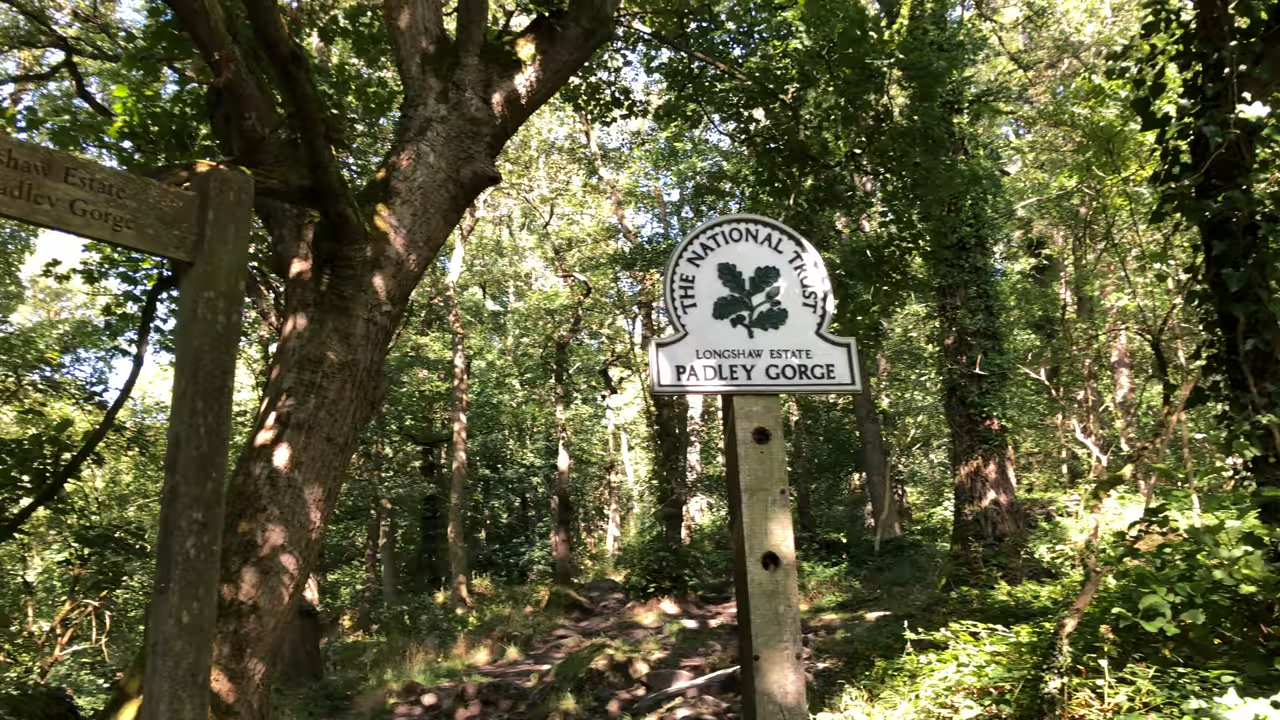 Estate
Gorge
THE NATIONAL TRUST
LONGSHAW ESTATE
PADLEY GORGE